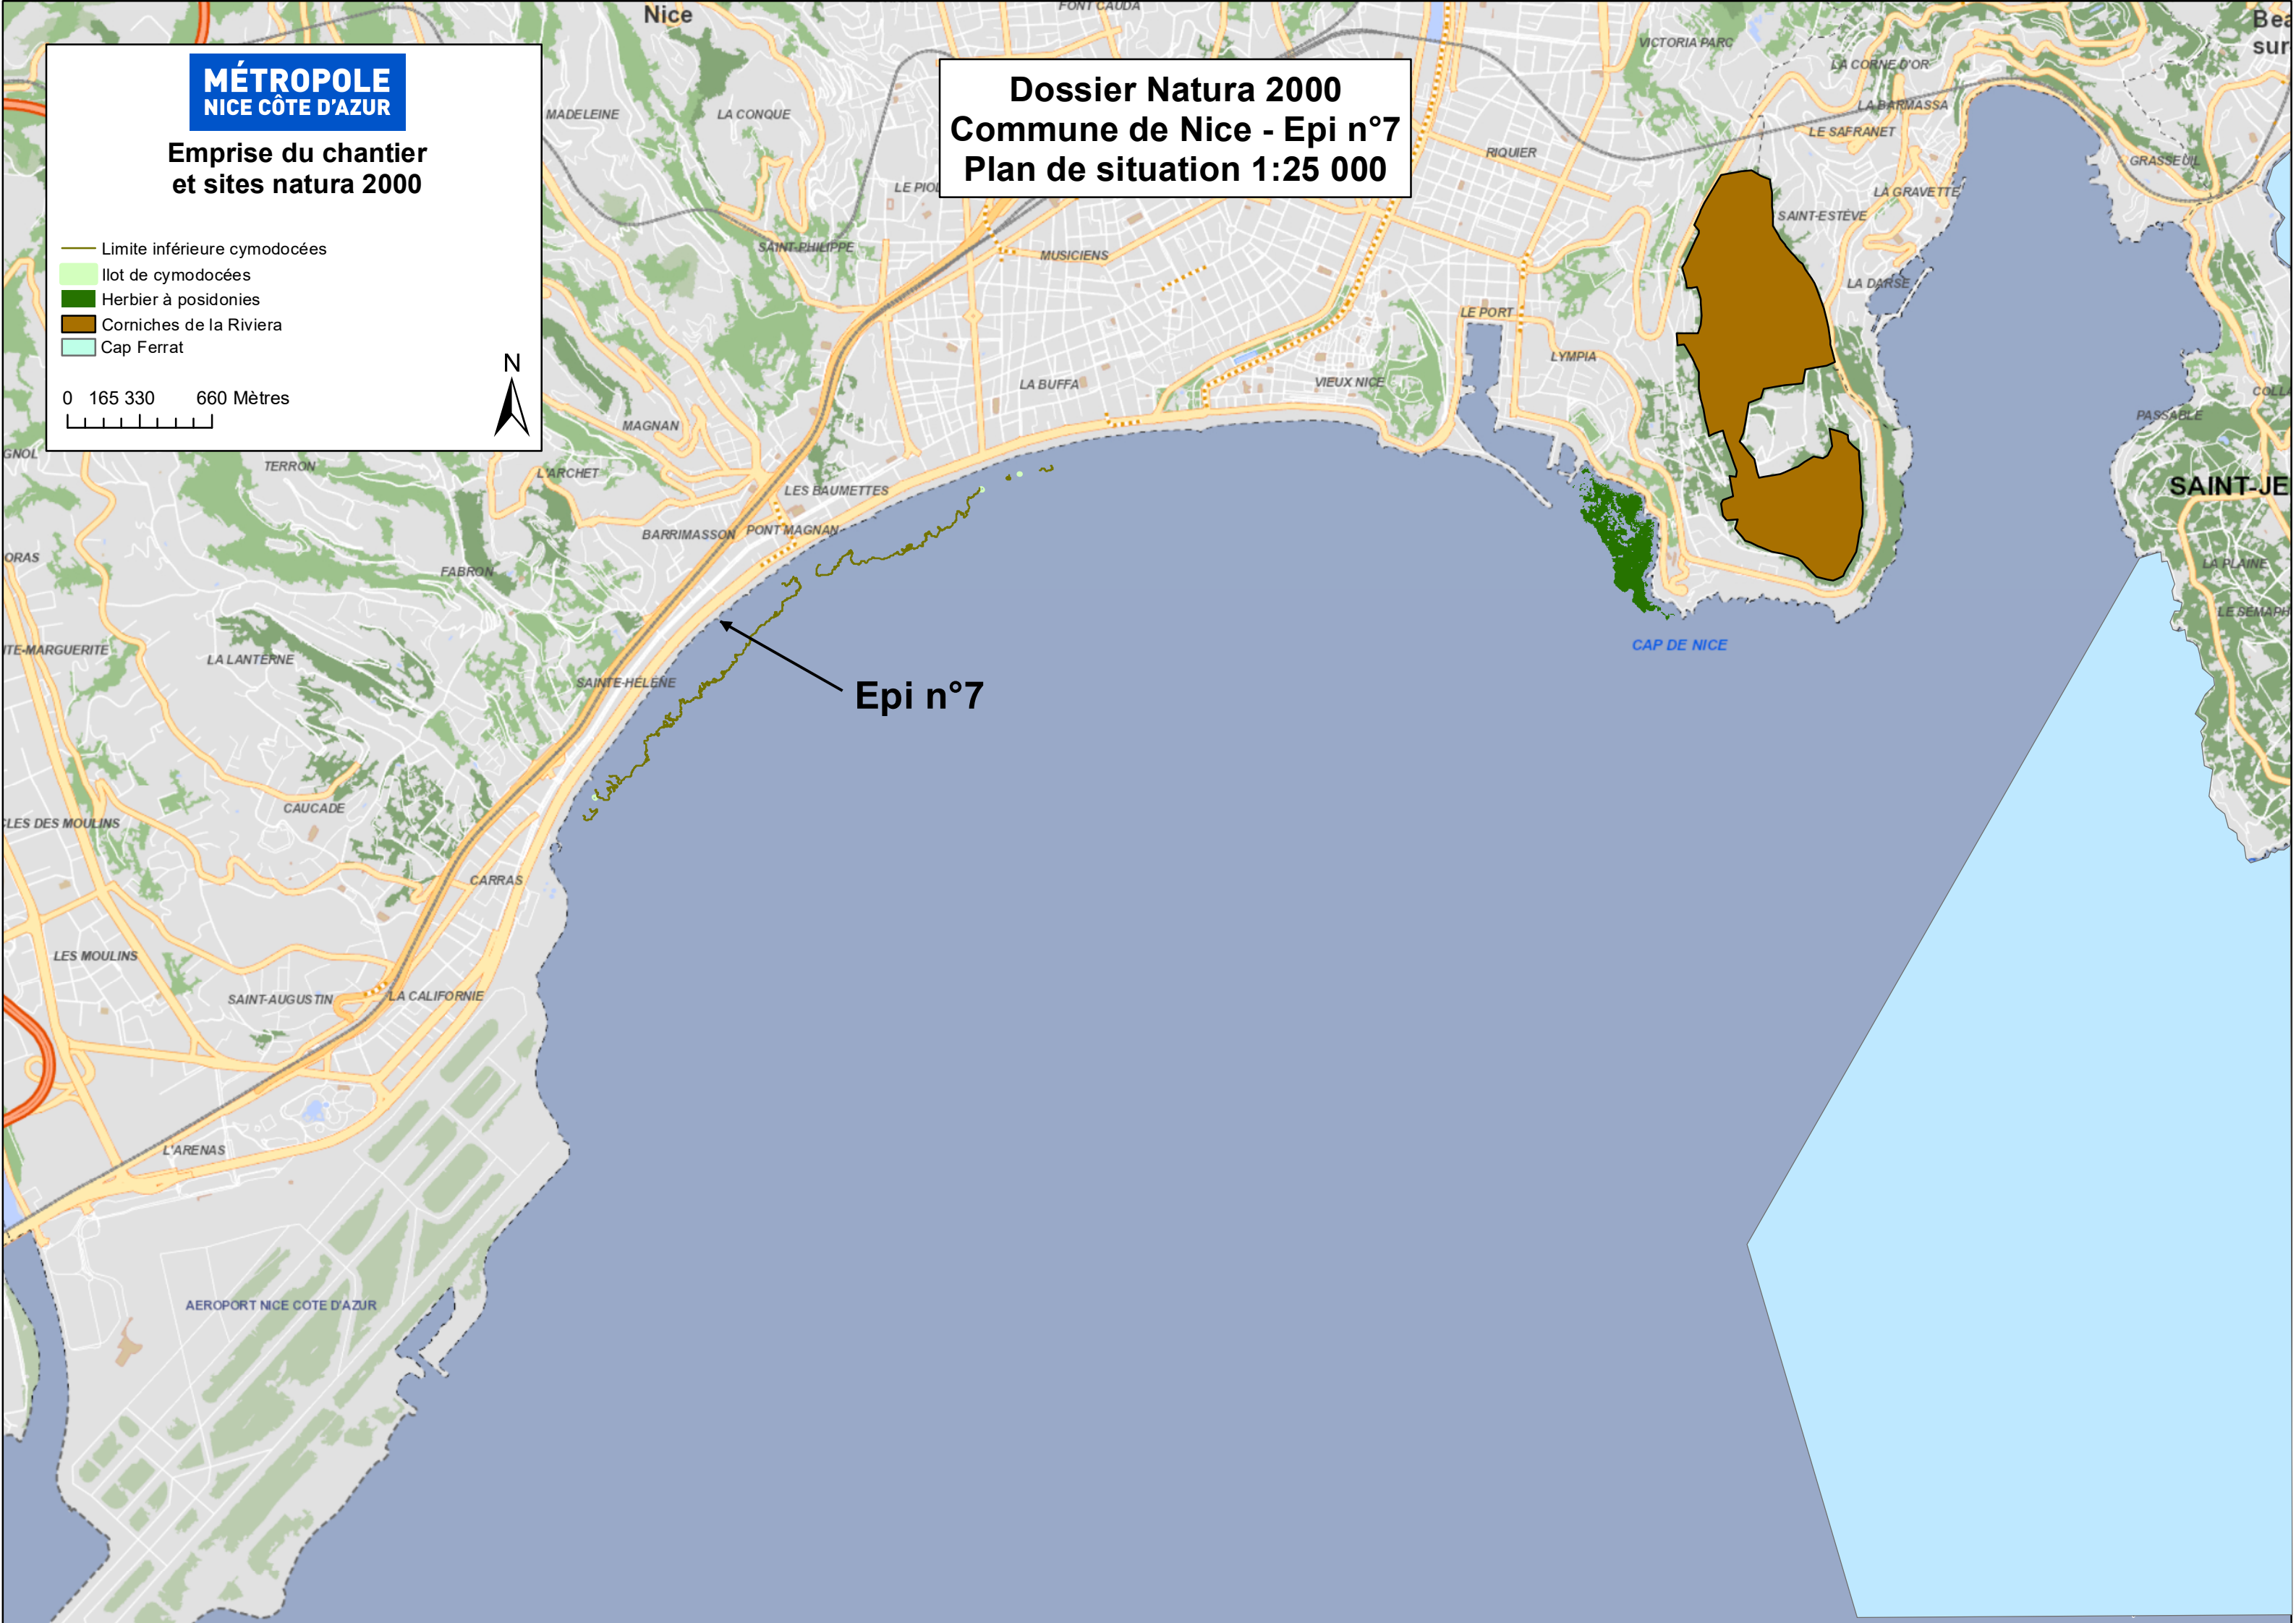 Nice
FONT CAUDA
VICTORIA PARC
LA CORNE D'OR
MÉTROPOLE
NICE CÔTE D'AZUR
Emprise du chantier
et sites natura 2000
Limite inférieure cymodocées
Ilot de cymodocées
Herbier à posidonies
Corniches de la Riviera
Cap Ferrat
N
0 165 330 660 Mètres
Dossier Natura 2000
Commune de Nice - Epi n°7
Plan de situation 1:25 000
MADELEINE
LA CONQUE
LA BARMASSA
LE SAFRANET
RIQUIER
GRASSEUIL
LA GRAVETTE
SAINT-ESTÈVE
SAINT-PHILIPPE
MUSICIENS
LA DARSE
LE PORT
LYMPIA
LA BUFFA
VIEUX NICE
PASSABLE
MAGNAN
TERRON
L'ARCHET
LES BAUMETTES
SAINT-JE
BARRIMASSON
PONT MAGNAN
ORAS
FABRON
LA PLAINE
LE SÉMAPH
CAP DE NICE
TE-MARGUERITE
LA LANTERNE
SAINTE-HÉLÈNE
Epi n°7
CAUCADE
CLES DES MOULINS
CARRAS
LES MOULINS
SAINT-AUGUSTIN
LA CALIFORNIE
L'ARENAS
AEROPORT NICE COTE D'AZUR